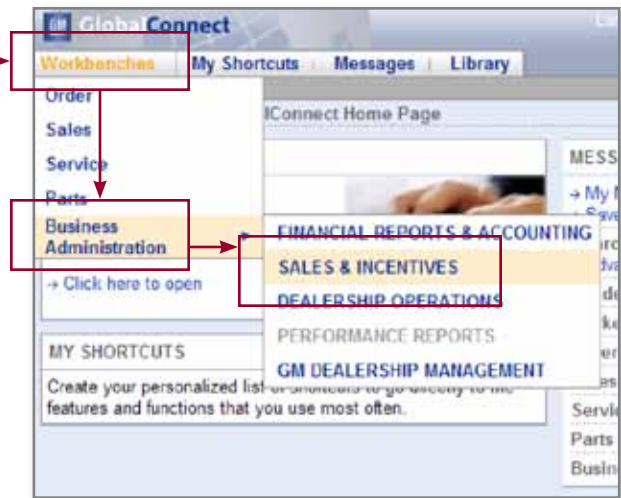 GM GlobalConnect
Workbenches My Shortcuts Messages Library
Order
Sales
Service
Parts
Business
Administration
Connect Home Page
FINANCIAL REPORTS & ACCOUNTING
SALES & INCENTIVES
DEALERSHIP OPERATIONS
PERFORMANCE REPORTS
GM DEALERSHIP MANAGEMENT
→ Click here to open
MY SHORTCUTS
Create your personalized list of shortcuts to go directly to the
features and functions that you use most often.
MESS
→ My
Save
Servic
Parts
Busin